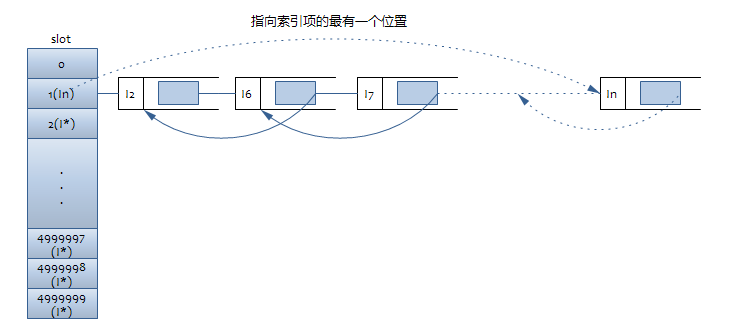 指向索引项的最有一个位置
slot
0
1(In)
I2
I6
I7
In
2(I*)
.
.
.
4999997
(I*)
4999998
(I*)
4999999
(I*)